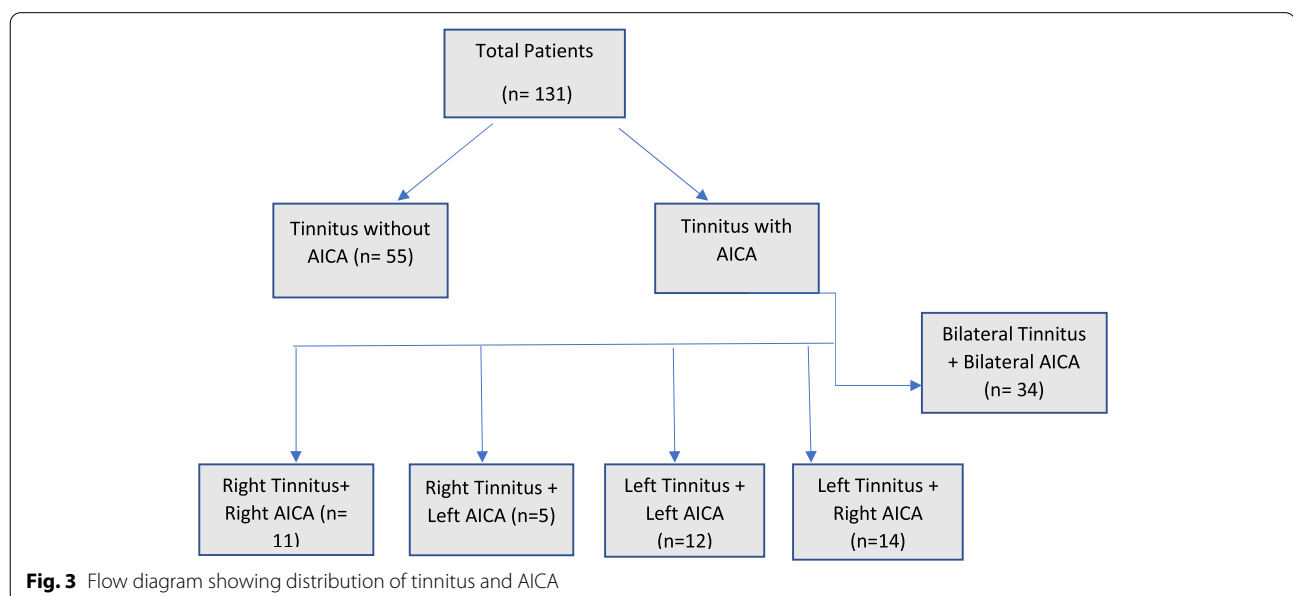 Total Patients
(n= 131)
Tinnitus without
AICA (n= 55)
Tinnitus with
AICA
Bilateral Tinnitus
+ Bilateral AICA
(n= 34)
Right Tinnitus+
Right AICA (n=
11)
Right Tinnitus +
Left AICA (n=5)
Left Tinnitus +
Left AICA
(n=12)
Left Tinnitus +
Right AICA
(n=14)
Fig. 3 Flow diagram showing distribution of tinnitus and AICA